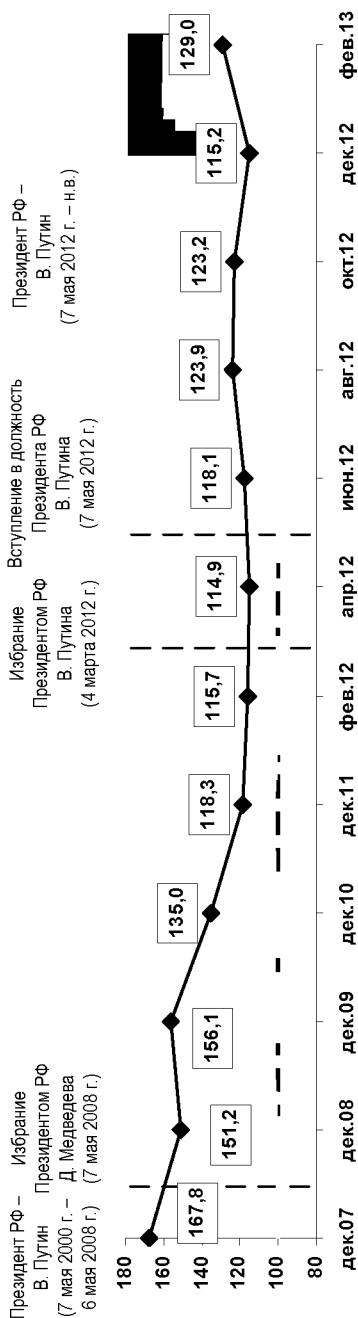 Президент РФ –
В. Путин
(7 мая 2000 г. –
6 мая 2008 г.)
Избрание
Президентом РФ
Д. Медведева
(7 мая 2008 г.)
Избрание
Президентом РФ
В. Путина
(4 марта 2012 г.)
Вступление в должность
Президента РФ
В. Путина
(7 мая 2012 г.)
Президент РФ –
В. Путин
(7 мая 2012 г. – н.в.)
180
160
140
120
100
80
167,8
151,2
156,1
135,0
118,3
115,7
114,9
118,1
123,9
123,2
115,2
129,0
дек.07
дек.08
дек.09
дек.10
дек.11
фев.12
апр.12
июн.12
авг.12
окт.12
дек.12
фев.13